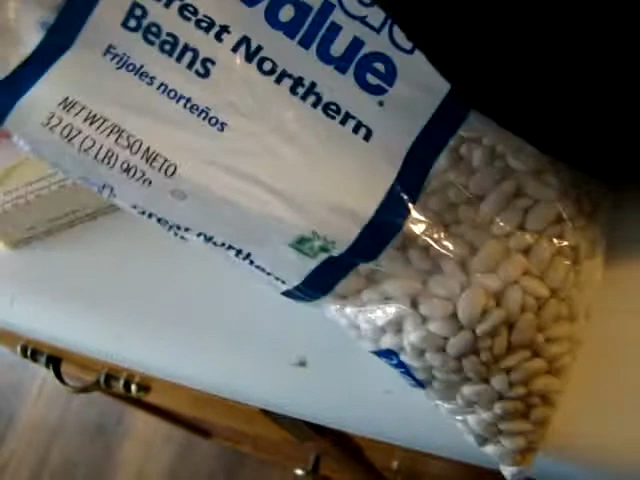 Value
Great Northern
Beans
Frijoles norteños
NET WT/PESO NETO
32 OZ (2 LB) 907g
Great Northern